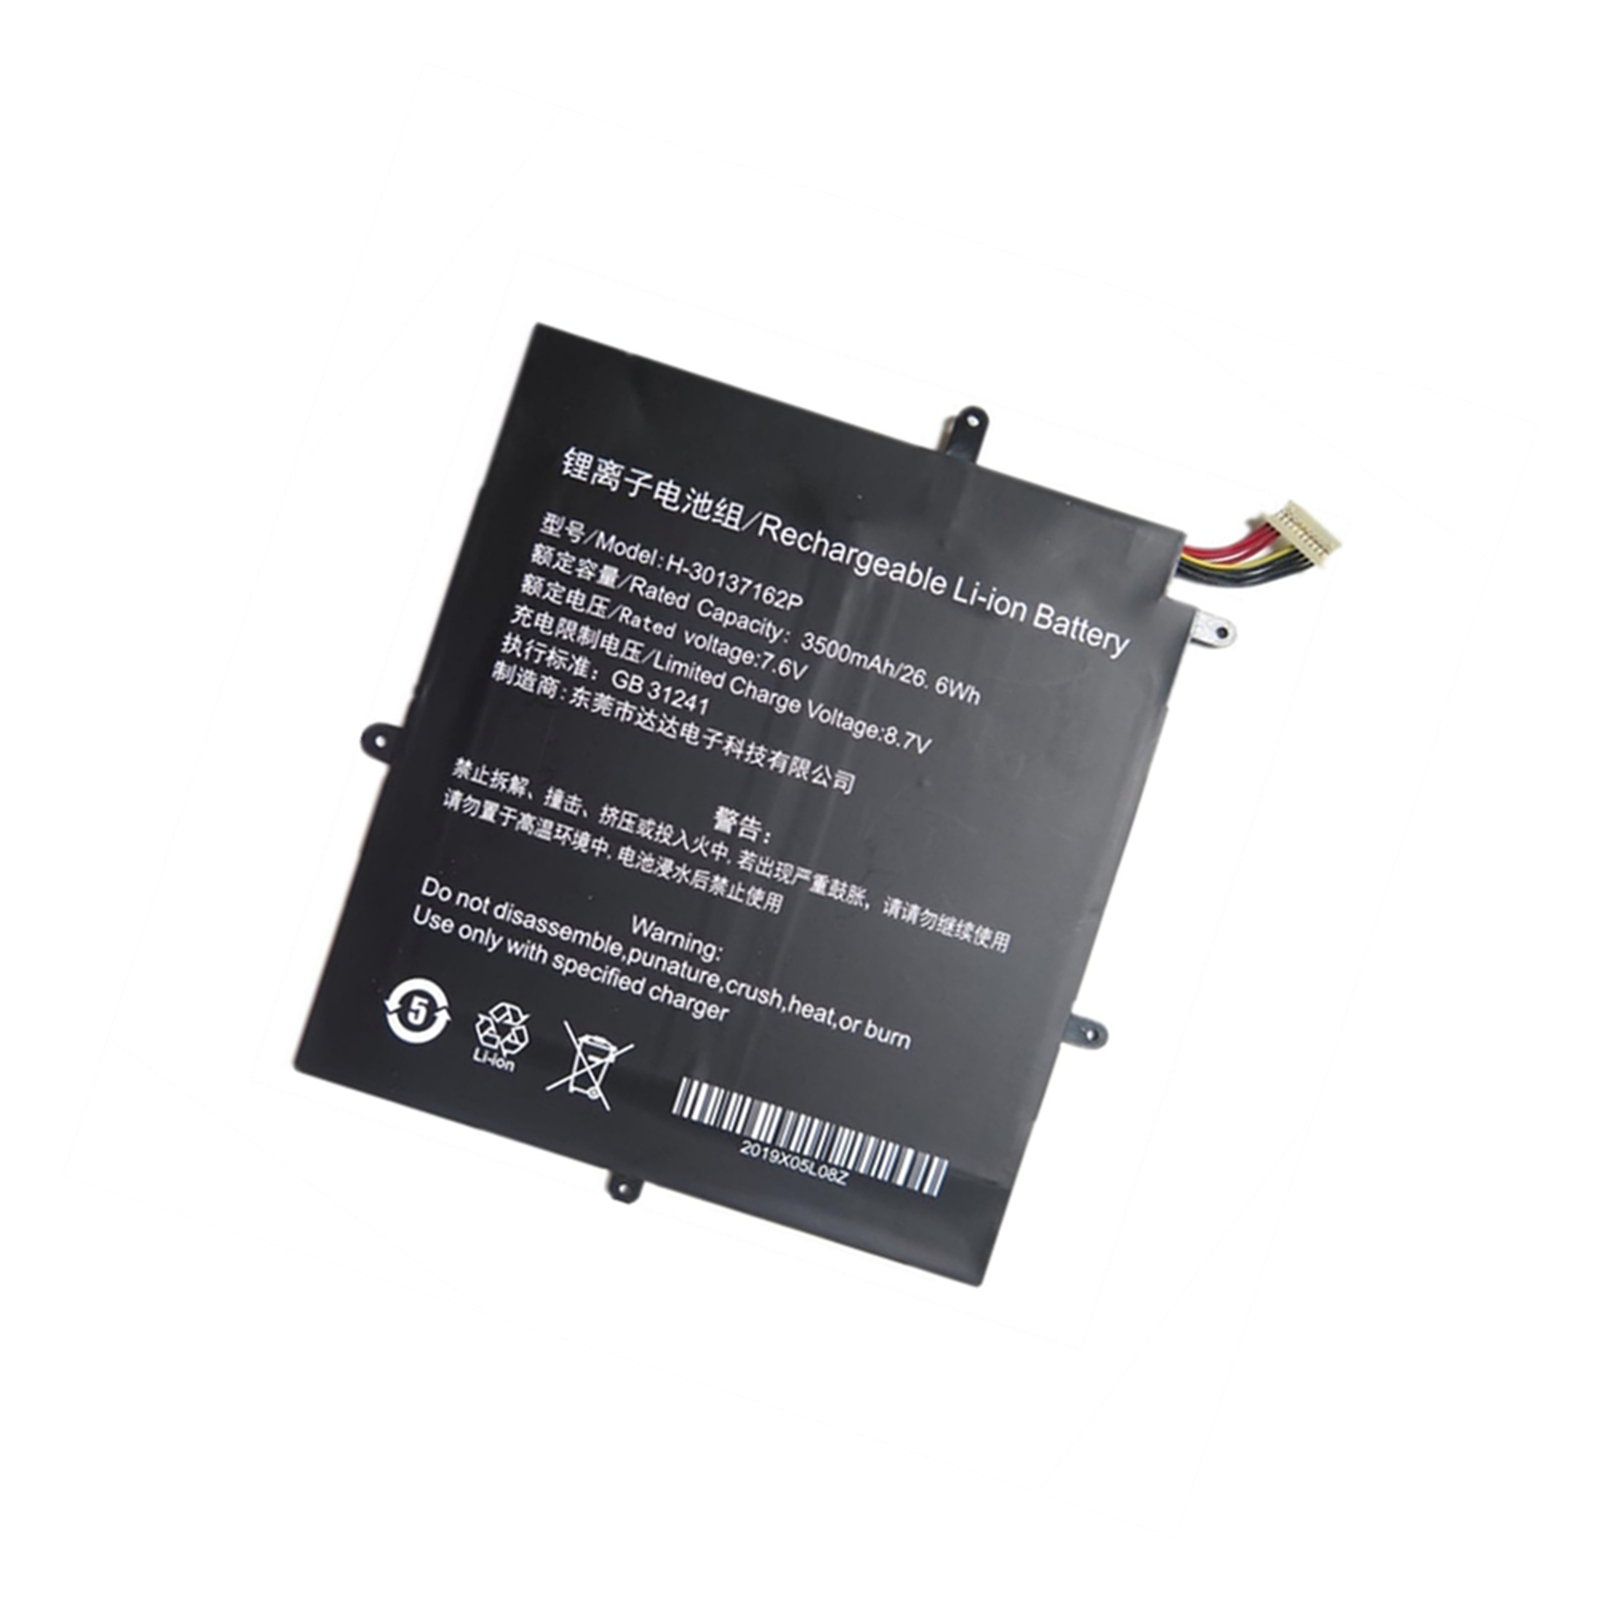 锂离子电池组/Rechargeable Li-ion Battery
型号/Model:H-30137162P
额定容量/Rated Capacity: 3500mAh/26.6Wh
额定电压/Rated voltage:7.6V
充电限制电压/Limited Charge Voltage:8.7V
执行标准: GB 31241
制造商:东莞市达达电子科技有限公司
警告:
禁止拆解、撞击、挤压或投入火中,若出现严重鼓胀，请请勿继续使用
请勿置于高温环境中,电池浸水后禁止使用
Warning:
Do not disassemble,punature,crush,heat,or burn
Use only with specified charger
5
Li-ion
2019X05L08Z